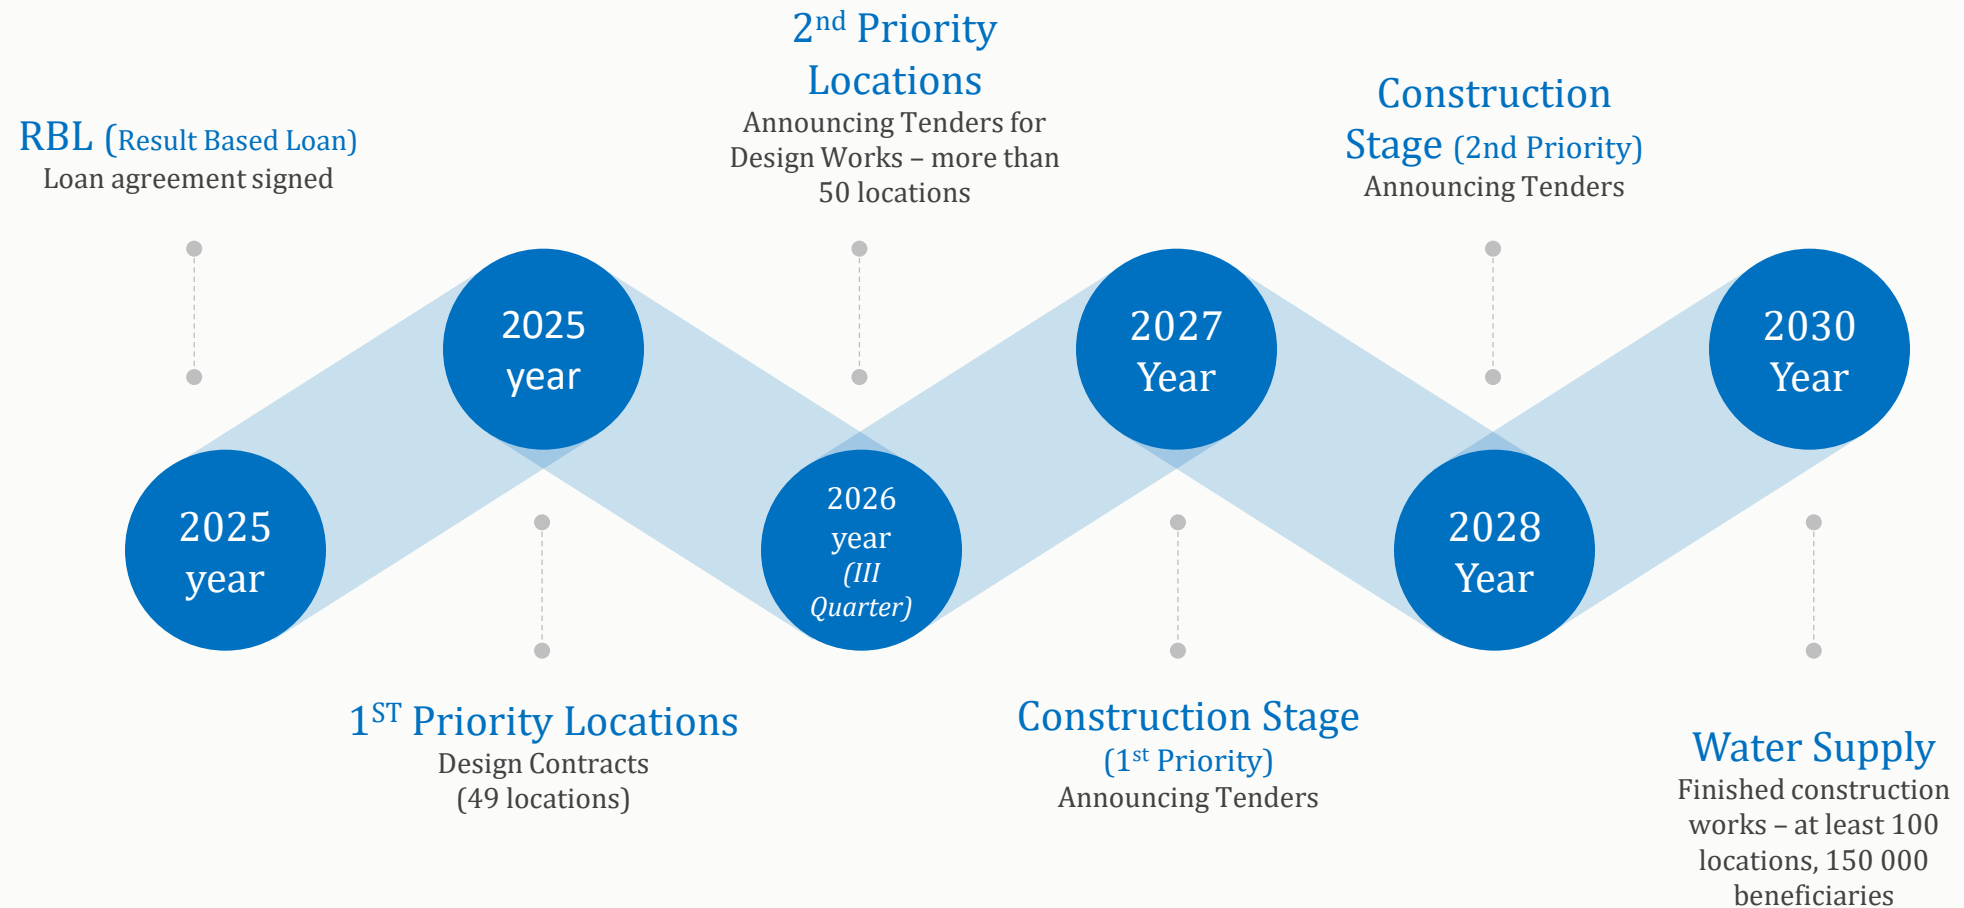 RBL (Result Based Loan)
Loan agreement signed
2025
year
2025
year
1ST Priority Locations
Design Contracts
(49 locations)
2nd Priority
Locations
Announcing Tenders for
Design Works – more than
50 locations
2026
year
(III
Quarter)
2027
Year
Construction Stage
(1st Priority)
Announcing Tenders
Construction
Stage (2nd Priority)
Announcing Tenders
2028
Year
2030
Year
Water Supply
Finished construction
works – at least 100
locations, 150 000
beneficiaries